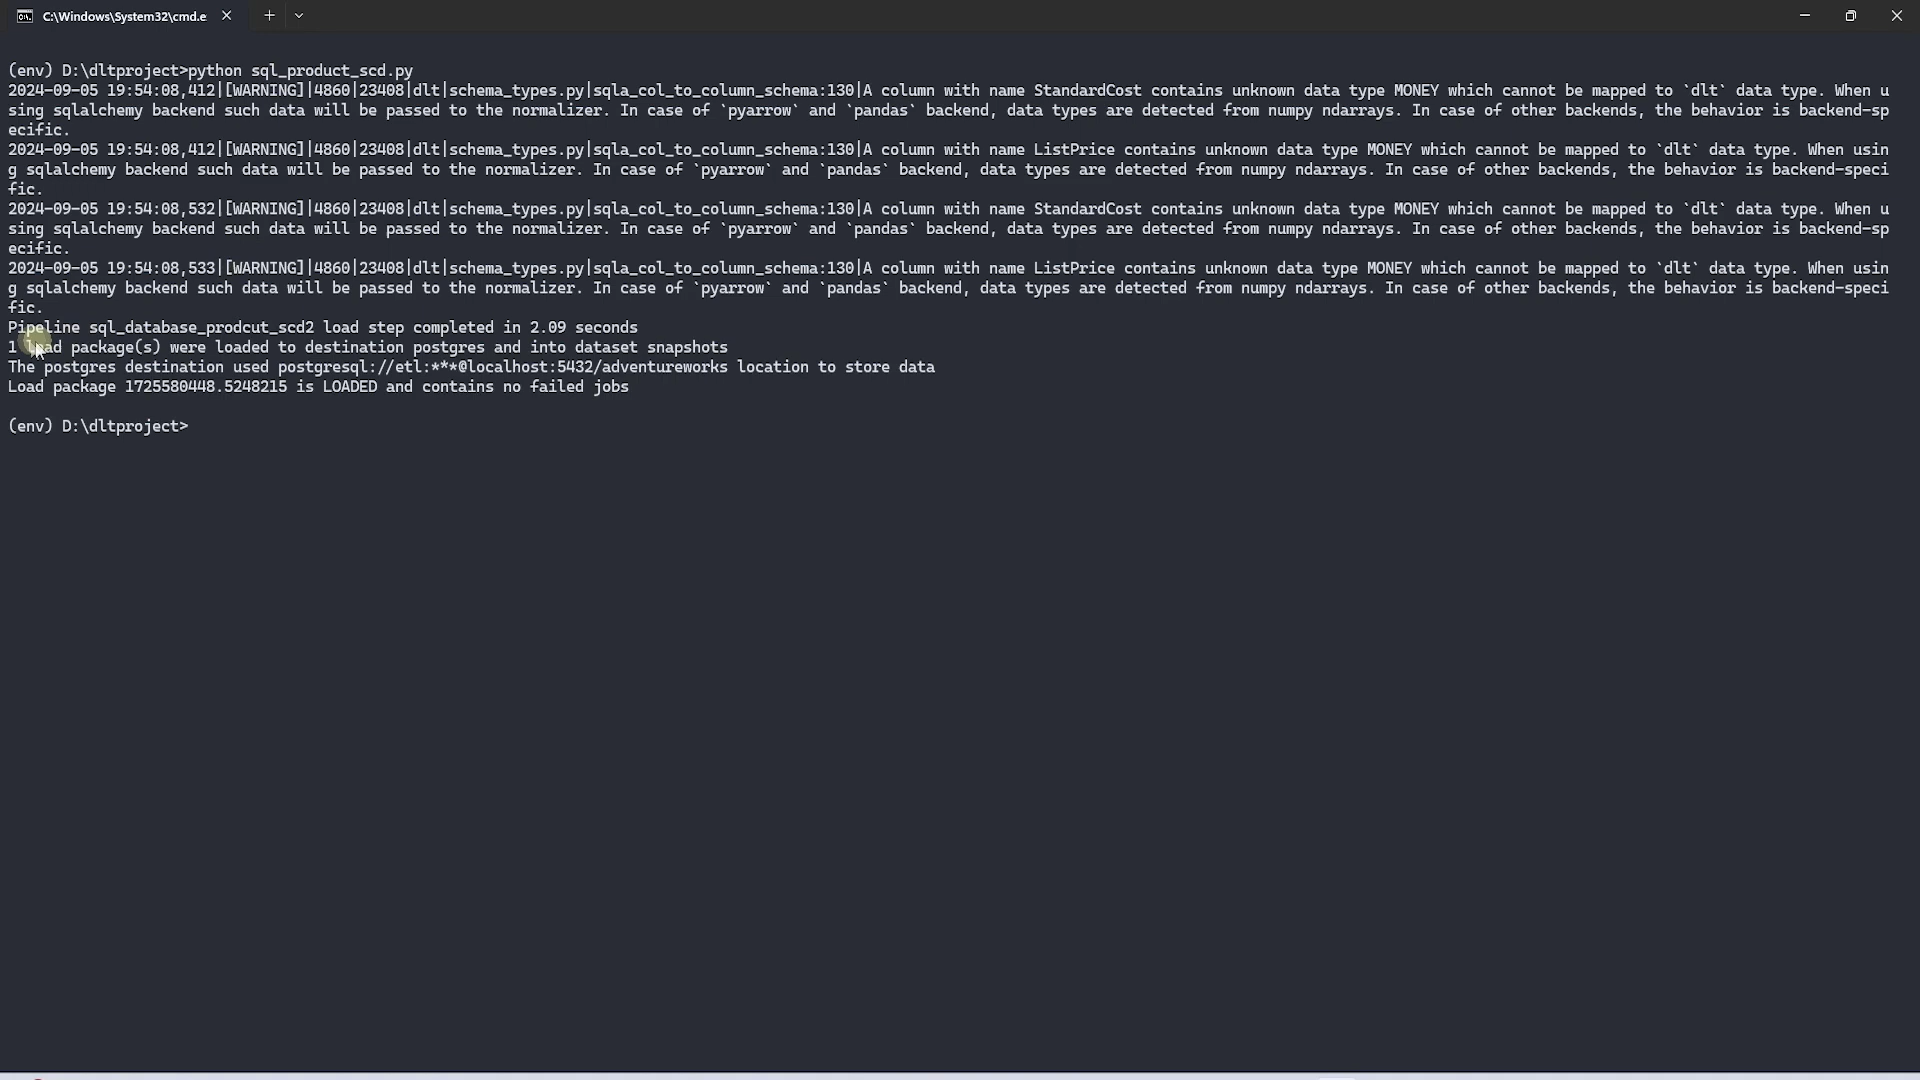 C:\Windows\System32\cmd.e
(env) D:\dltproject>python sql_product_scd.py
2024-09-05 19:54:08,412|[WARNING]|4860|23408|dlt|schema_types.py|sqla_col_to_column_schema:130|A column with name StandardCost contains unknown data type MONEY which cannot be mapped to `dlt` data type. When u
sing sqlalchemy backend such data will be passed to the normalizer. In case of `pyarrow` and `pandas` backend, data types are detected from numpy ndarrays. In case of other backends, the behavior is backend-sp
ecific.
2024-09-05 19:54:08,412|[WARNING]|4860|23408|dlt|schema_types.py|sqla_col_to_column_schema:130|A column with name ListPrice contains unknown data type MONEY which cannot be mapped to `dlt` data type. When usin
g sqlalchemy backend such data will be passed to the normalizer. In case of `pyarrow` and `pandas` backend, data types are detected from numpy ndarrays. In case of other backends, the behavior is backend-speci
fic.
2024-09-05 19:54:08,532|[WARNING]|4860|23408|dlt|schema_types.py|sqla_col_to_column_schema:130|A column with name StandardCost contains unknown data type MONEY which cannot be mapped to `dlt` data type. When u
sing sqlalchemy backend such data will be passed to the normalizer. In case of `pyarrow` and `pandas` backend, data types are detected from numpy ndarrays. In case of other backends, the behavior is backend-sp
ecific.
2024-09-05 19:54:08,533|[WARNING]|4860|23408|dlt|schema_types.py|sqla_col_to_column_schema:130|A column with name ListPrice contains unknown data type MONEY which cannot be mapped to `dlt` data type. When usin
g sqlalchemy backend such data will be passed to the normalizer. In case of `pyarrow` and `pandas` backend, data types are detected from numpy ndarrays. In case of other backends, the behavior is backend-speci
fic.
Pipeline sql_database_prodcut_scd2 load step completed in 2.09 seconds
1 load package(s) were loaded to destination postgres and into dataset snapshots
The postgres destination used postgresql://etl:***@localhost:5432/adventureworks location to store data
Load package 1725580448.5248215 is LOADED and contains no failed jobs
(env) D:\dltproject>